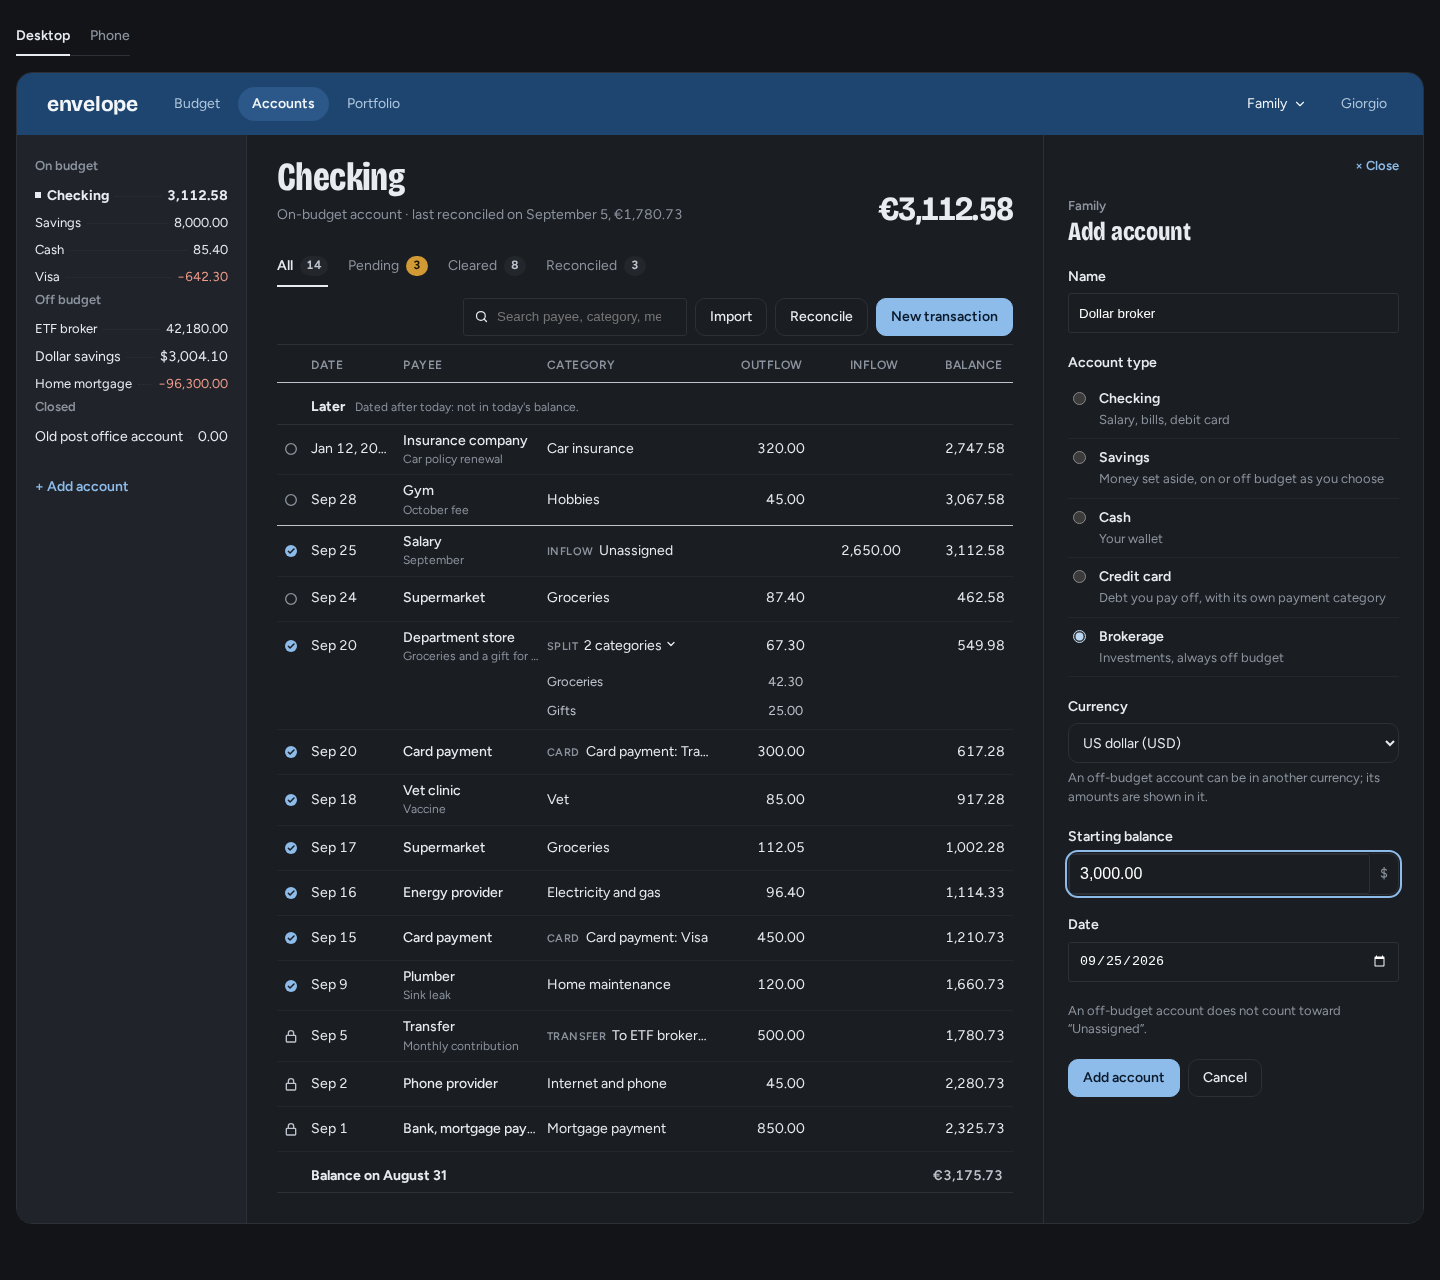 Desktop Phone
envelope Budget Accounts Portfolio Family Giorgio
On budget
Checking 3,112.58
Savings 8,000.00
Cash 85.40
Visa −642.30
Off budget
ETF broker 42,180.00
Dollar savings $3,004.10
Home mortgage −96,300.00
Closed
Old post office account 0.00
+ Add account
Checking
On-budget account · last reconciled on September 5, €1,780.73
€3,112.58
All 14 Pending 3 Cleared 8 Reconciled 3
Search payee, category, me Import Reconcile New transaction
DATE PAYEE CATEGORY OUTFLOW INFLOW BALANCE
Later Dated after today: not in today's balance.
Jan 12, 20… Insurance company Car insurance 320.00 2,747.58
Car policy renewal
Sep 28 Gym Hobbies 45.00 3,067.58
October fee
Sep 25 Salary INFLOW Unassigned 2,650.00 3,112.58
September
Sep 24 Supermarket Groceries 87.40 462.58
Sep 20 Department store SPLIT 2 categories 67.30 549.98
Groceries and a gift for …
Groceries 42.30
Gifts 25.00
Sep 20 Card payment CARD Card payment: Tra… 300.00 617.28
Sep 18 Vet clinic Vet 85.00 917.28
Vaccine
Sep 17 Supermarket Groceries 112.05 1,002.28
Sep 16 Energy provider Electricity and gas 96.40 1,114.33
Sep 15 Card payment CARD Card payment: Visa 450.00 1,210.73
Sep 9 Plumber Home maintenance 120.00 1,660.73
Sink leak
Sep 5 Transfer TRANSFER To ETF broker… 500.00 1,780.73
Monthly contribution
Sep 2 Phone provider Internet and phone 45.00 2,280.73
Sep 1 Bank, mortgage pay… Mortgage payment 850.00 2,325.73
Balance on August 31 €3,175.73
× Close
Family
Add account
Name
Dollar broker
Account type
Checking
Salary, bills, debit card
Savings
Money set aside, on or off budget as you choose
Cash
Your wallet
Credit card
Debt you pay off, with its own payment category
Brokerage
Investments, always off budget
Currency
US dollar (USD)
An off-budget account can be in another currency; its
amounts are shown in it.
Starting balance
3,000.00 $
Date
09/25/2026
An off-budget account does not count toward
“Unassigned”.
Add account Cancel